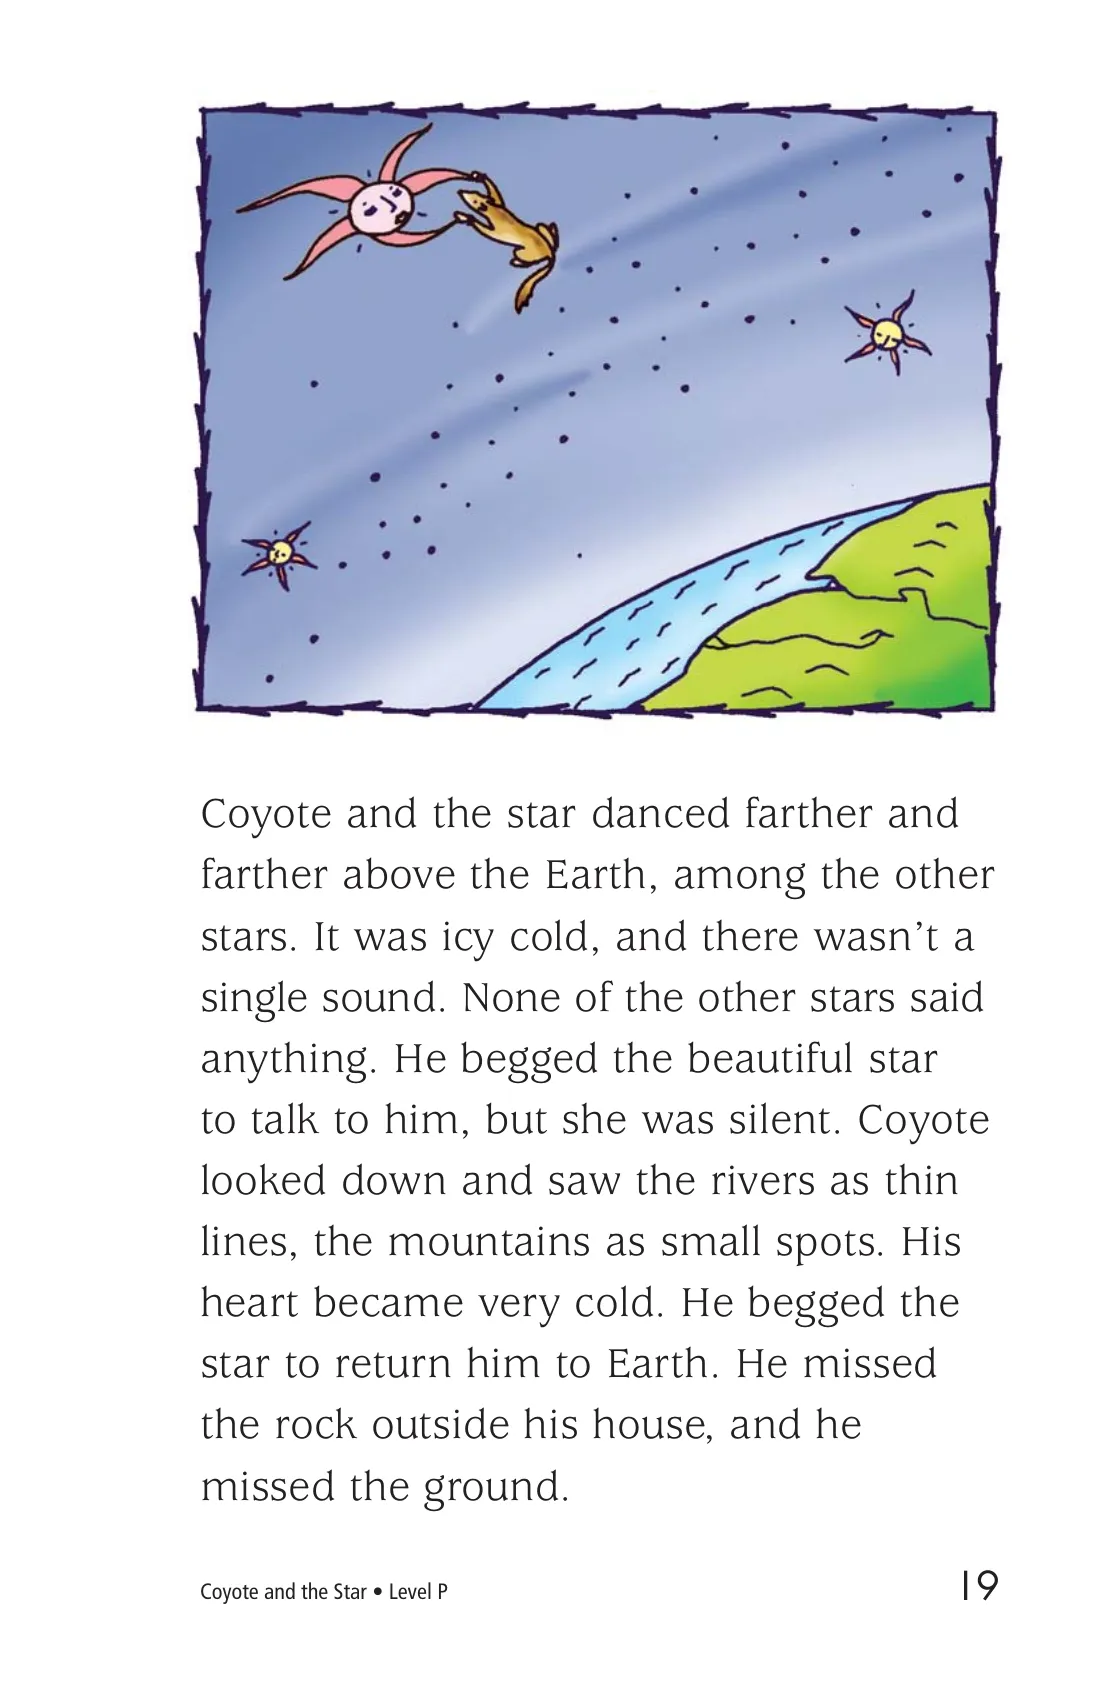 Coyote and the star danced farther and
farther above the Earth, among the other
stars. It was icy cold, and there wasn’t a
single sound. None of the other stars said
anything. He begged the beautiful star
to talk to him, but she was silent. Coyote
looked down and saw the rivers as thin
lines, the mountains as small spots. His
heart became very cold. He begged the
star to return him to Earth. He missed
the rock outside his house, and he
missed the ground.
Coyote and the Star • Level P
19